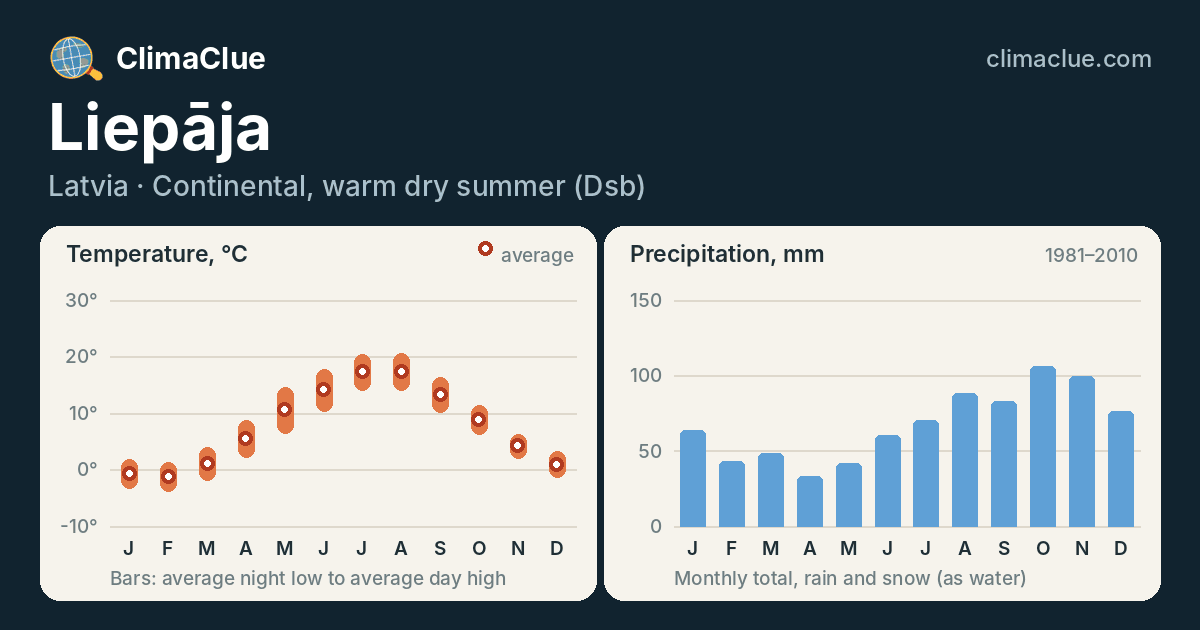 ClimaClue
climaclue.com
Liepāja
Latvia · Continental, warm dry summer (Dsb)
Temperature, °C
average
30°
20°
10°
0°
-10°
J F M A M J J A S O N D
Bars: average night low to average day high
Precipitation, mm
1981–2010
150
100
50
0
J F M A M J J A S O N D
Monthly total, rain and snow (as water)